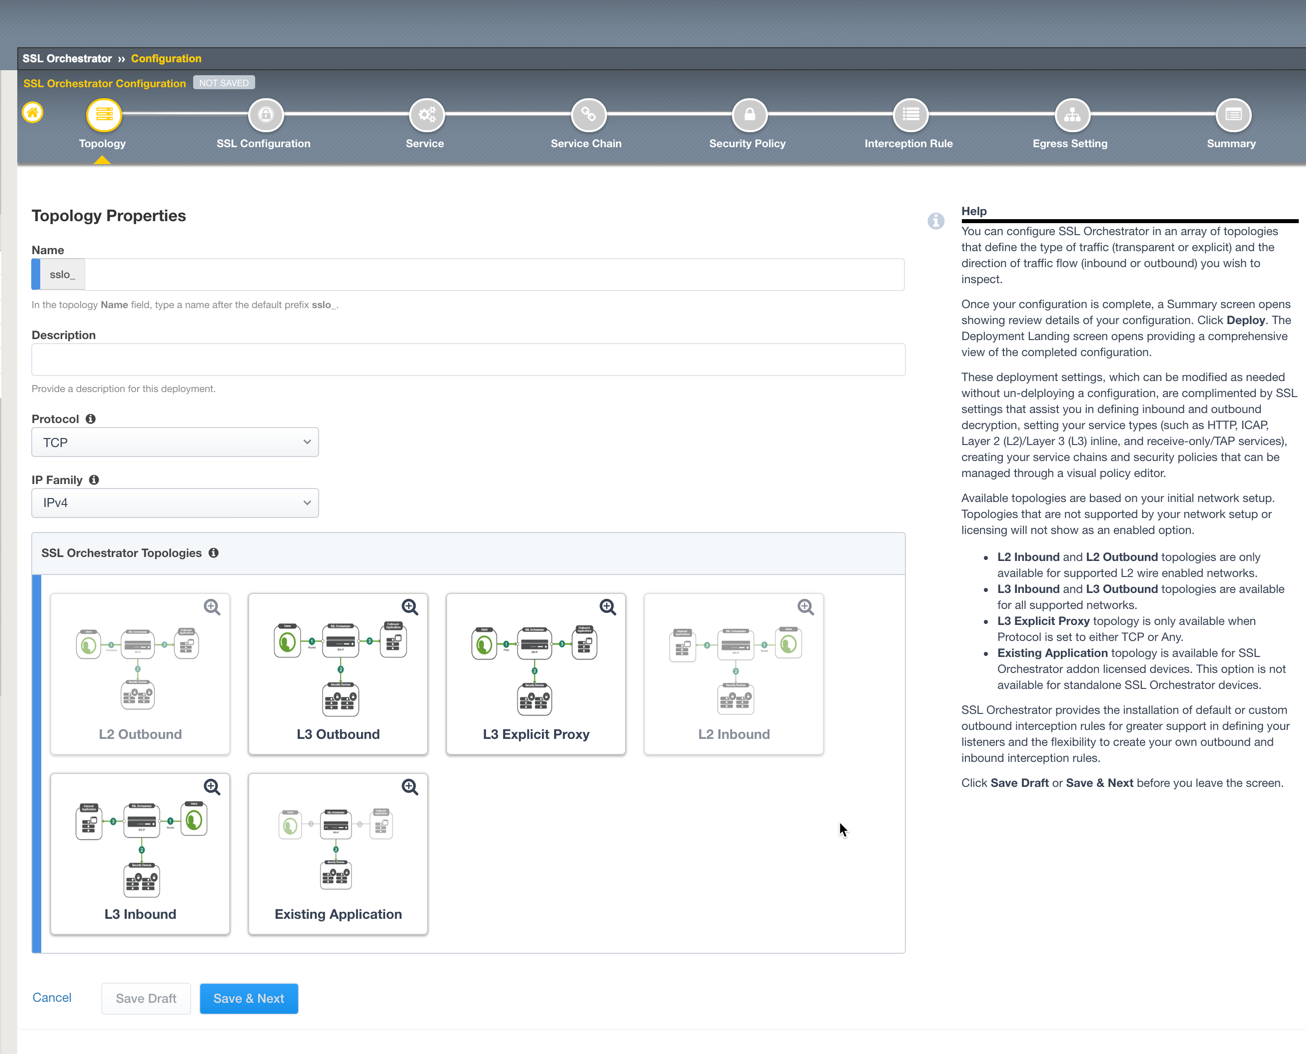 SSL Orchestrator ›› Configuration
SSL Orchestrator Configuration NOT SAVED
Topology
SSL Configuration
Service
Service Chain
Security Policy
Interception Rule
Egress Setting
Summary
Topology Properties
Name
sslo_
In the topology Name field, type a name after the default prefix sslo_.
Description
Provide a description for this deployment.
Protocol
TCP
IP Family
IPv4
SSL Orchestrator Topologies
L2 Outbound
L3 Outbound
L3 Explicit Proxy
L2 Inbound
L3 Inbound
Existing Application
Cancel
Save Draft
Save & Next
Help
You can configure SSL Orchestrator in an array of topologies
that define the type of traffic (transparent or explicit) and the
direction of traffic flow (inbound or outbound) you wish to
inspect.
Once your configuration is complete, a Summary screen opens
showing review details of your configuration. Click Deploy. The
Deployment Landing screen opens providing a comprehensive
view of the completed configuration.
These deployment settings, which can be modified as needed
without un-delploying a configuration, are complimented by SSL
settings that assist you in defining inbound and outbound
decryption, setting your service types (such as HTTP, ICAP,
Layer 2 (L2)/Layer 3 (L3) inline, and receive-only/TAP services),
creating your service chains and security policies that can be
managed through a visual policy editor.
Available topologies are based on your initial network setup.
Topologies that are not supported by your network setup or
licensing will not show as an enabled option.
• L2 Inbound and L2 Outbound topologies are only
available for supported L2 wire enabled networks.
• L3 Inbound and L3 Outbound topologies are available
for all supported networks.
• L3 Explicit Proxy topology is only available when
Protocol is set to either TCP or Any.
• Existing Application topology is available for SSL
Orchestrator addon licensed devices. This option is not
available for standalone SSL Orchestrator devices.
SSL Orchestrator provides the installation of default or custom
outbound interception rules for greater support in defining your
listeners and the flexibility to create your own outbound and
inbound interception rules.
Click Save Draft or Save & Next before you leave the screen.